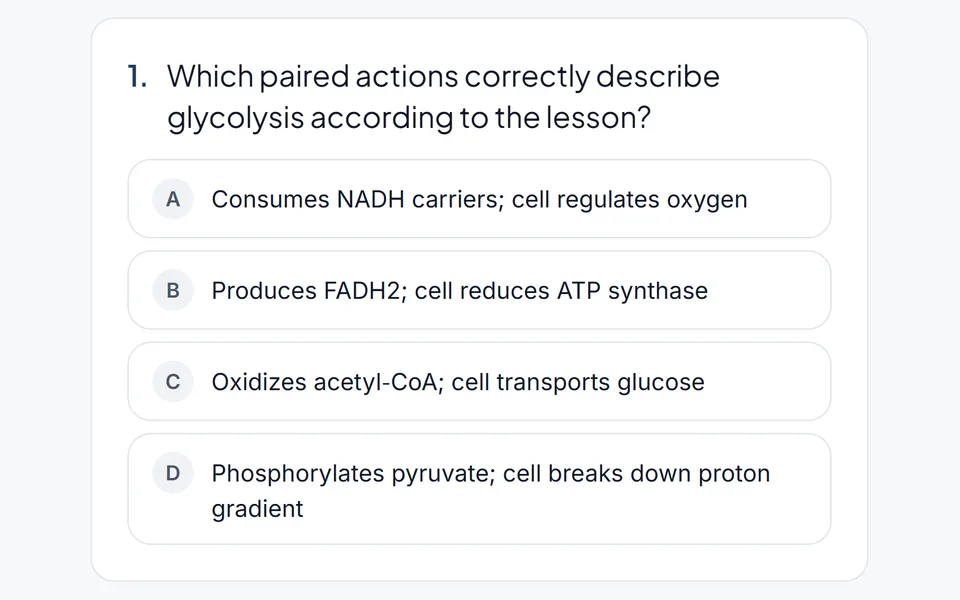 1. Which paired actions correctly describe
glycolysis according to the lesson?
A Consumes NADH carriers; cell regulates oxygen
B Produces FADH2; cell reduces ATP synthase
C Oxidizes acetyl-CoA; cell transports glucose
D Phosphorylates pyruvate; cell breaks down proton
gradient